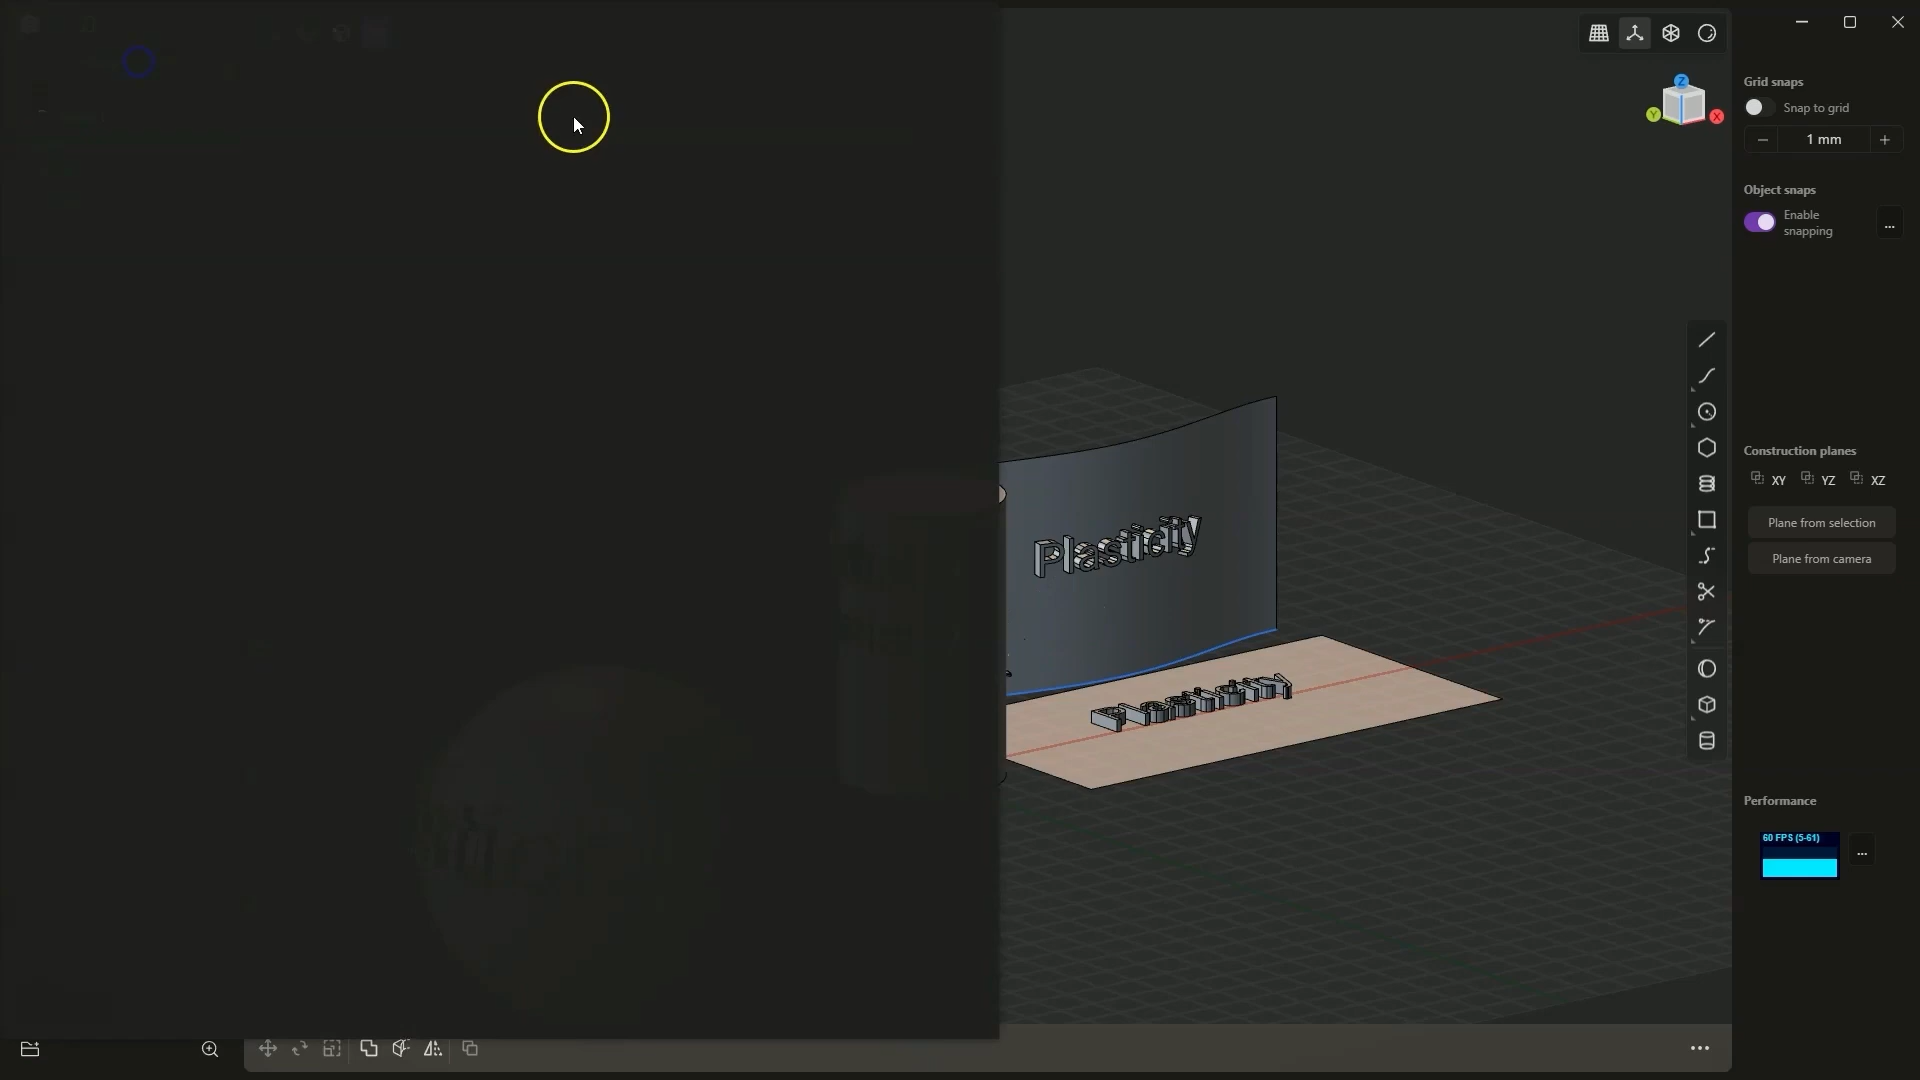 Z
Y
X
Grid snaps
Snap to grid
1 mm
Object snaps
Enable
snapping
...
Plasticity
Plasticity
Construction planes
XY
YZ
XZ
Plane from selection
Plane from camera
Performance
60 FPS (5-61)
...